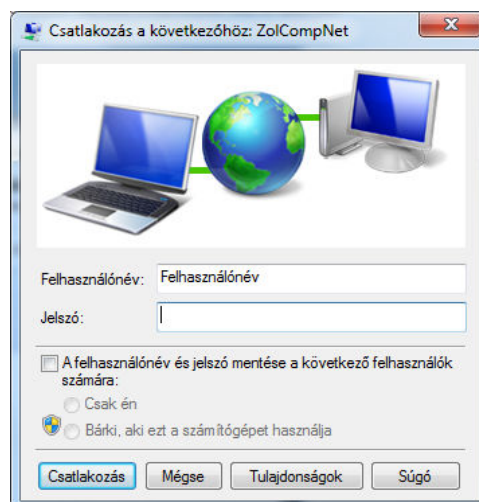 Csatlakozás a következőhöz: ZolCompNet
Felhasználónév: Felhasználónév
Jelszó:
A felhasználónév és jelszó mentése a következő felhasználók
számára:
Csak én
Bárki, aki ezt a számítógépet használja
Csatlakozás Mégse Tulajdonságok Súgó